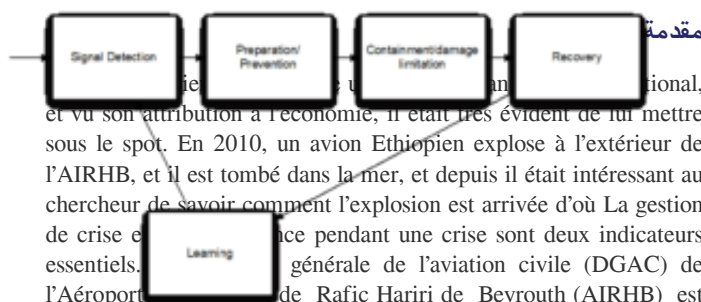 مقدمة
Signal Detection
Preparation/
Prevention
Containment/damage
limitation
Recovery
tional,
et vu son attribution à l'économie, il était très évident de lui mettre
sous le spot. En 2010, un avion Ethiopien explose à l'extérieur de
l'AIRHB, et il est tombé dans la mer, et depuis il était intéressant au
chercheur de savoir comment l'explosion est arrivée d'où La gestion
de crise pendant une crise sont deux indicateurs
essentiels. générale de l'aviation civile (DGAC) de
Learning
l'Aéroport de Rafic Hariri de Beyrouth (AIRHB) est